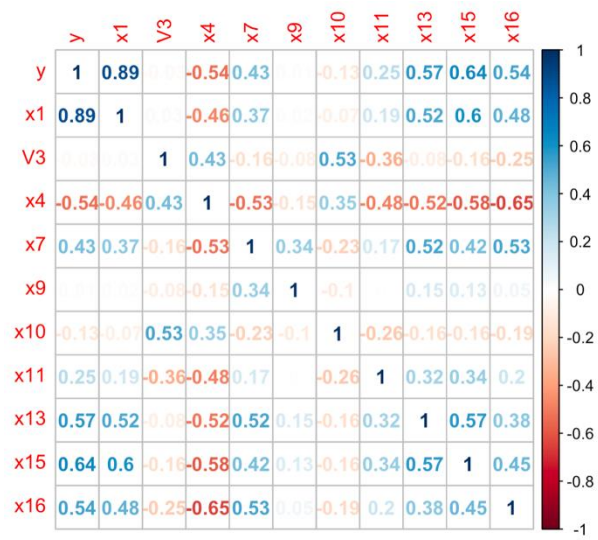 y x1 V3 x4 x7 x9 x10 x11 x13 x15 x16
y 1 0.89 -0.54 0.43 -0.13 0.25 0.57 0.64 0.54 1
x1 0.89 1 -0.46 0.37 -0.07 0.19 0.52 0.6 0.48 0.8
V3 1 0.43 -0.16 -0.08 0.53 -0.36 -0.08 -0.16 -0.25 0.6
x4 -0.54 -0.46 0.43 1 -0.53 -0.15 0.35 -0.48 -0.52 -0.58 -0.65 0.4
x7 0.43 0.37 -0.16 -0.53 1 0.34 -0.23 0.17 0.52 0.42 0.53 0.2
x9 -0.08 -0.15 0.34 1 -0.1 0.15 0.13 0.05 0
x10 -0.13 -0.07 0.53 0.35 -0.23 -0.1 1 -0.26 -0.16 -0.16 -0.19 -0.2
x11 0.25 0.19 -0.36 -0.48 0.17 -0.26 1 0.32 0.34 0.2 -0.4
x13 0.57 0.52 -0.08 -0.52 0.52 0.15 -0.16 0.32 1 0.57 0.38 -0.6
x15 0.64 0.6 -0.16 -0.58 0.42 0.13 -0.16 0.34 0.57 1 0.45 -0.8
x16 0.54 0.48 -0.25 -0.65 0.53 0.05 -0.19 0.2 0.38 0.45 1 -1